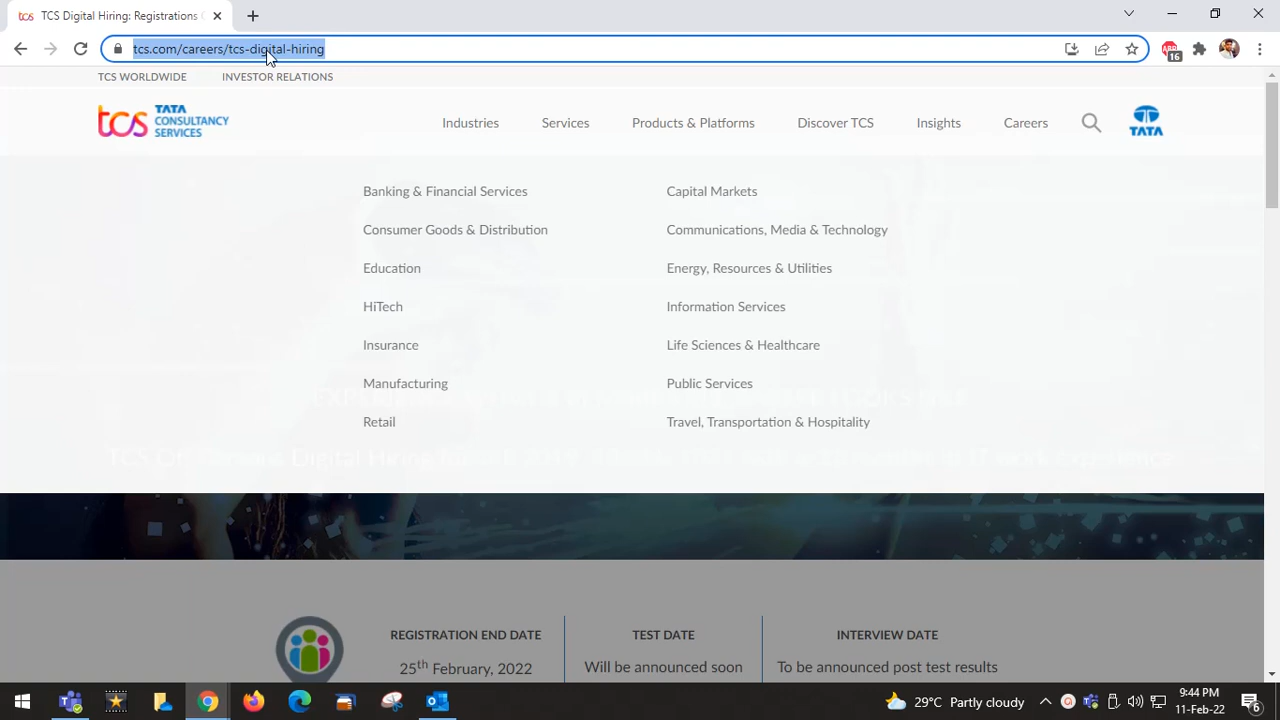 TCS Digital Hiring: Registrations
tcs.com/careers/tcs-digital-hiring
16
TCS WORLDWIDE INVESTOR RELATIONS
tcs TATA CONSULTANCY SERVICES
Industries Services Products & Platforms Discover TCS Insights Careers TATA
Banking & Financial Services Capital Markets
Consumer Goods & Distribution Communications, Media & Technology
Education Energy, Resources & Utilities
HiTech Information Services
Insurance Life Sciences & Healthcare
Manufacturing Public Services
Retail Travel, Transportation & Hospitality
REGISTRATION END DATE TEST DATE INTERVIEW DATE
25th February, 2022 Will be announced soon To be announced post test results
29°C Partly cloudy 9:44 PM
11-Feb-22 6